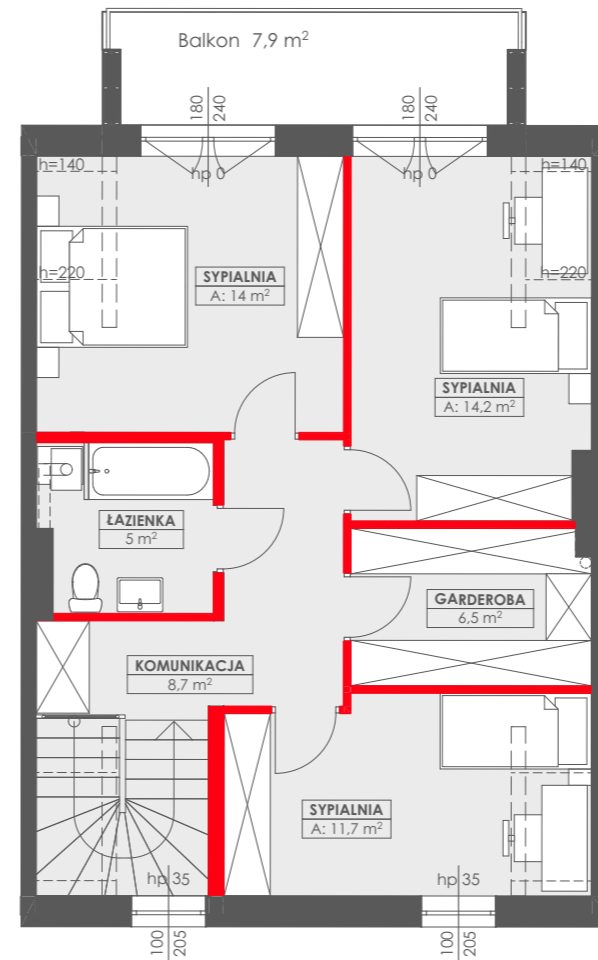 Balkon 7,9 m²
180
240
180
240
hp 0
hp 0
h=140
h=140
h=220
h=220
SYPIALNIA
A: 14 m²
SYPIALNIA
A: 14,2 m²
ŁAZIENKA
5 m²
GARDEROBA
6,5 m²
KOMUNIKACJA
8,7 m²
SYPIALNIA
A: 11,7 m²
hp 35
hp 35
100
205
100
205